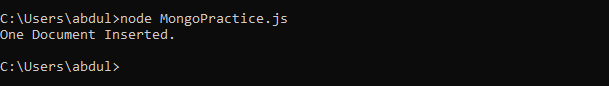 C:\Users\abdul>node MongoPractice.js
One Document Inserted.
C:\Users\abdul>